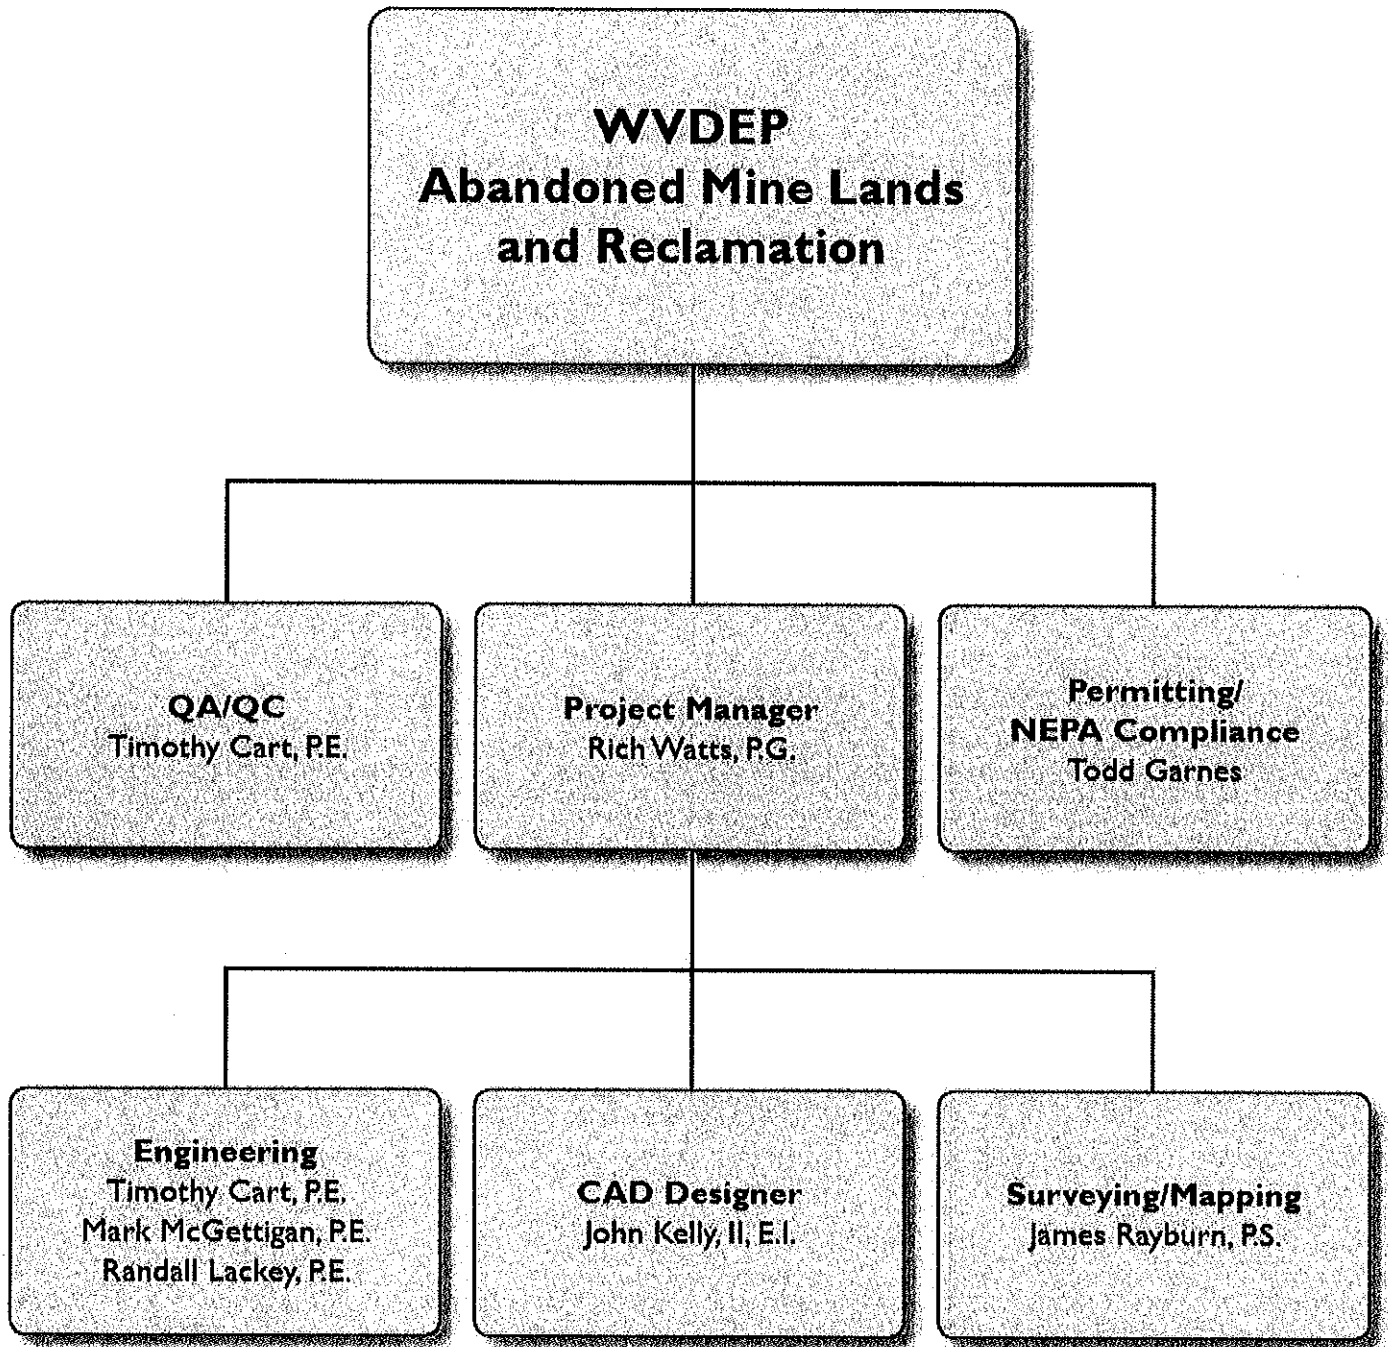 WVDEP
Abandoned Mine Lands
and Reclamation
QA/QC
Timothy Cart, P.E.
Project Manager
Rich Watts, P.G.
Permitting/
NEPA Compliance
Todd Garnes
Engineering
Timothy Cart, P.E.
Mark McGettigan, P.E.
Randall Lackey, P.E.
CAD Designer
John Kelly, II, E.I.
Surveying/Mapping
James Rayburn, P.S.